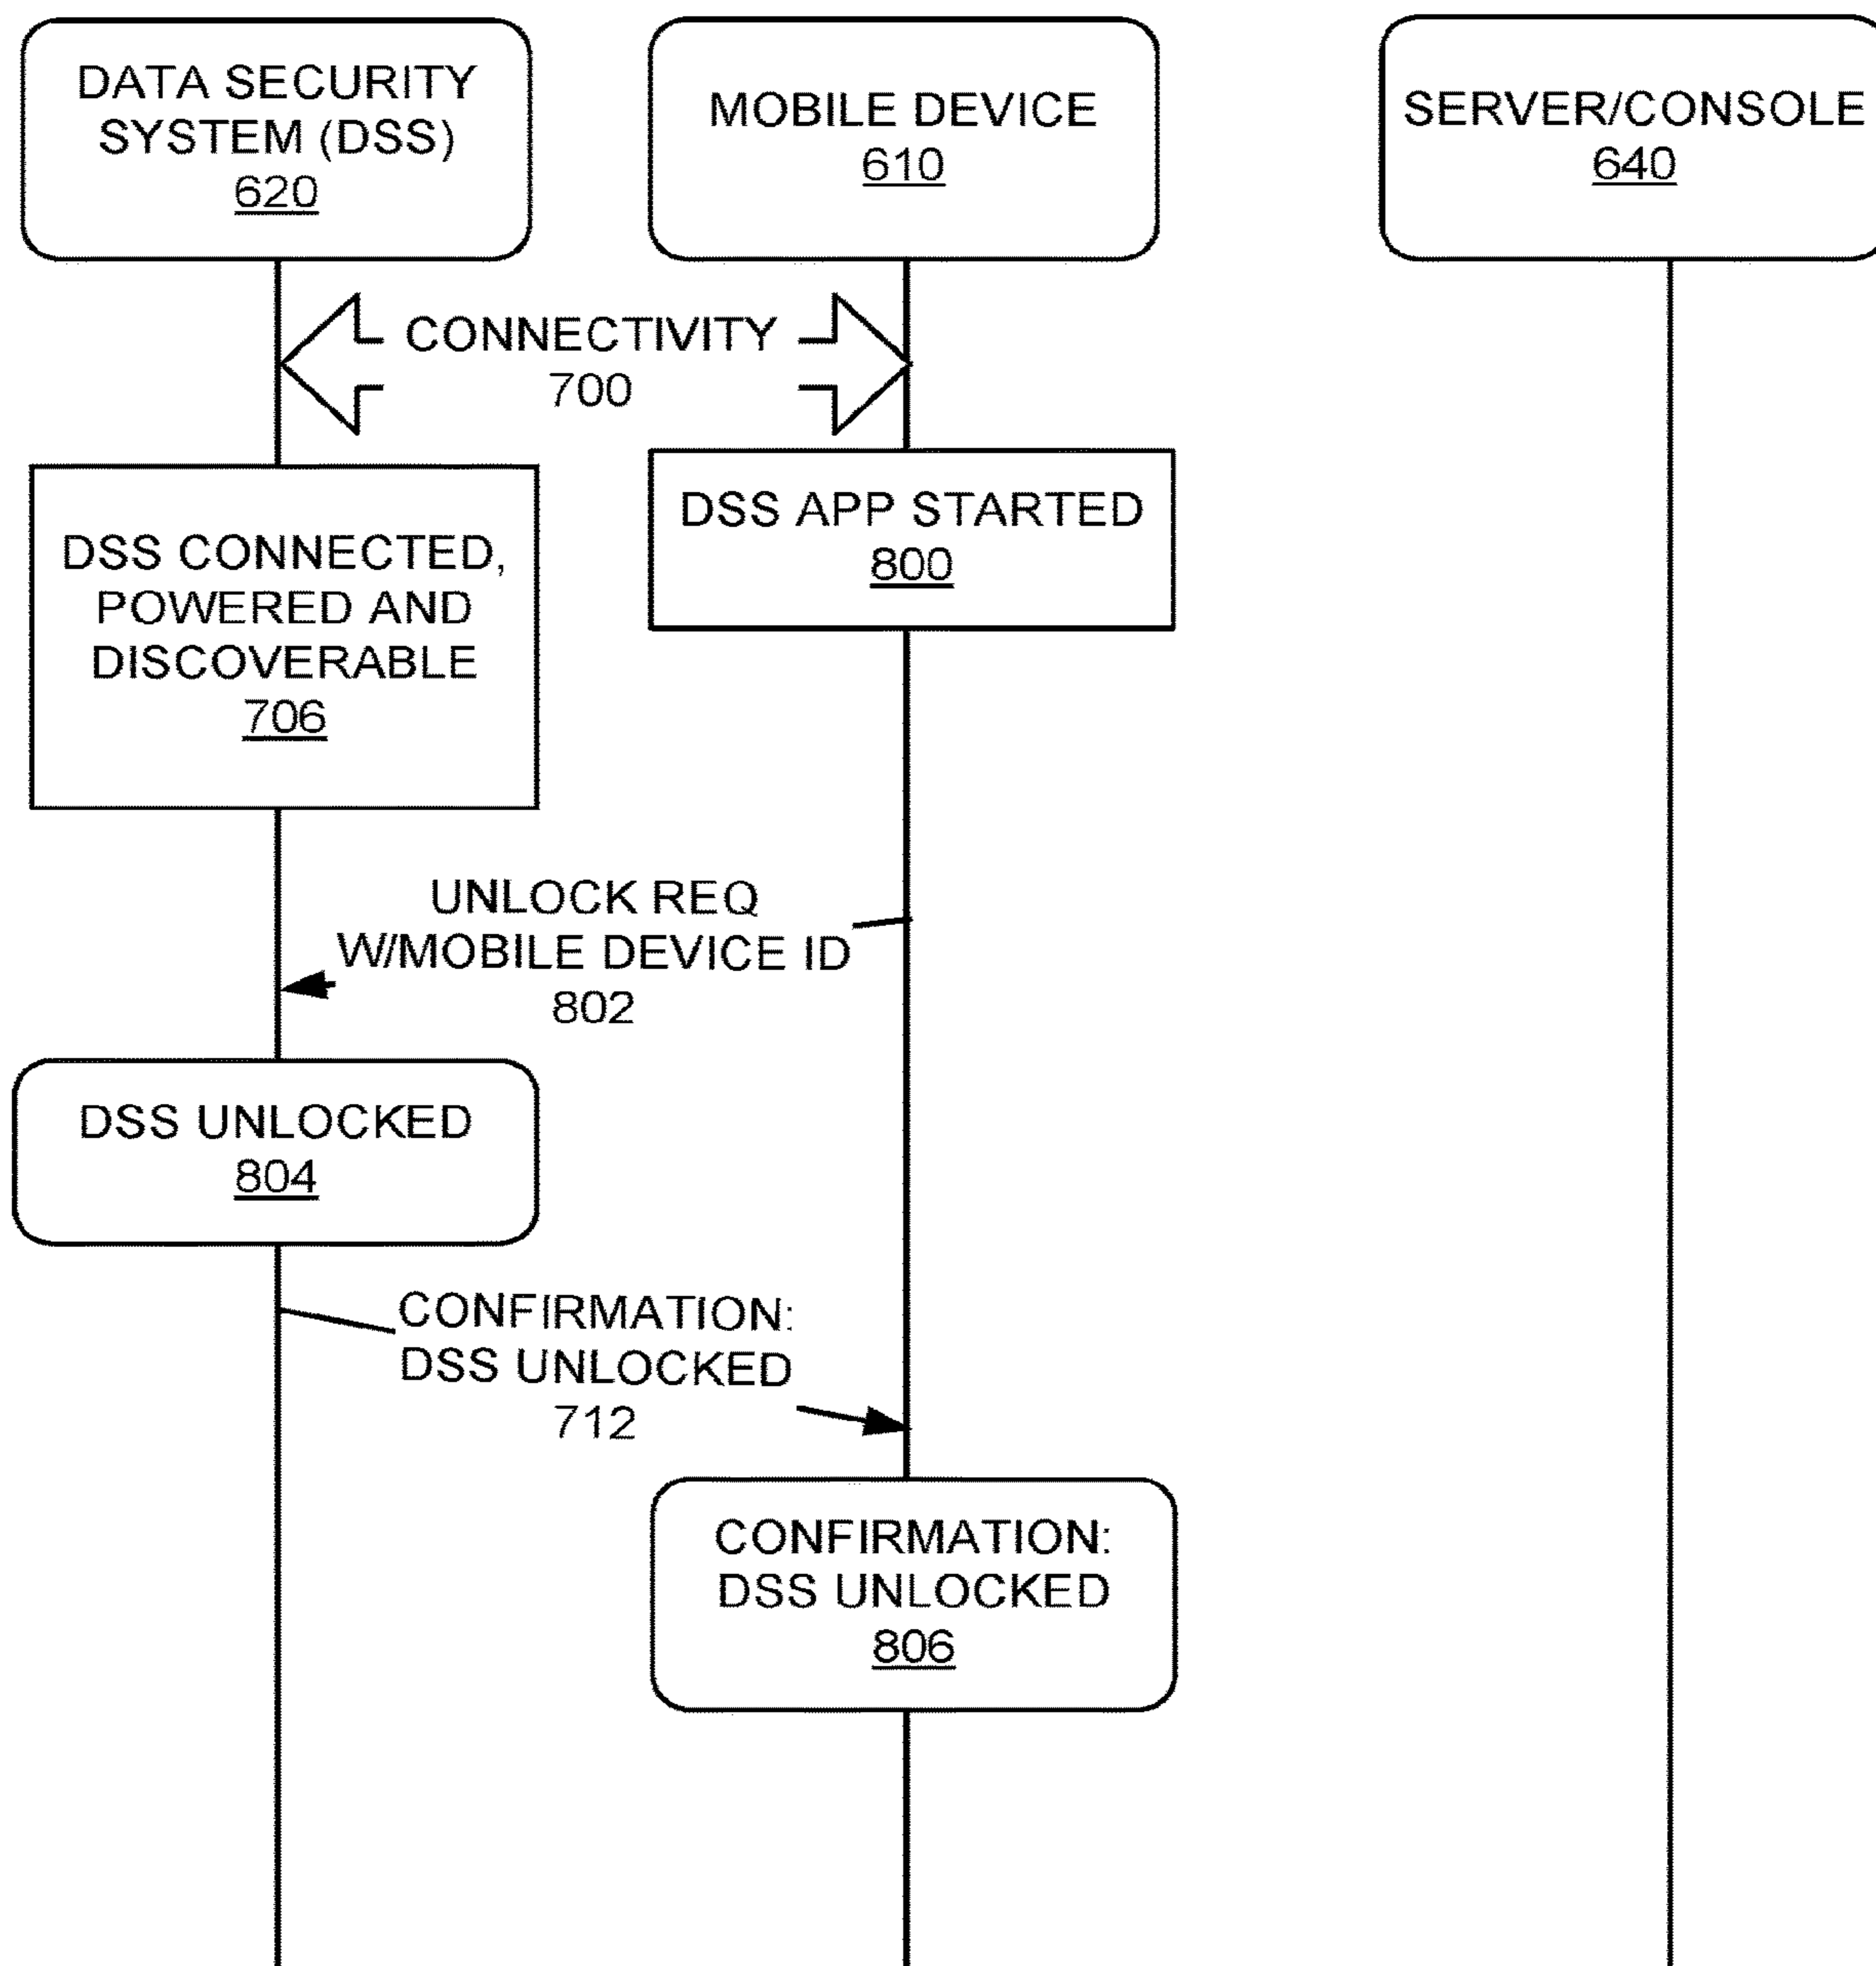 DATA SECURITY
SYSTEM (DSS)
620
MOBILE DEVICE
610
SERVER/CONSOLE
640
CONNECTIVITY
700
DSS CONNECTED,
POWERED AND
DISCOVERABLE
706
DSS APP STARTED
800
UNLOCK REQ
W/MOBILE DEVICE ID
802
DSS UNLOCKED
804
CONFIRMATION:
DSS UNLOCKED
712
CONFIRMATION:
DSS UNLOCKED
806